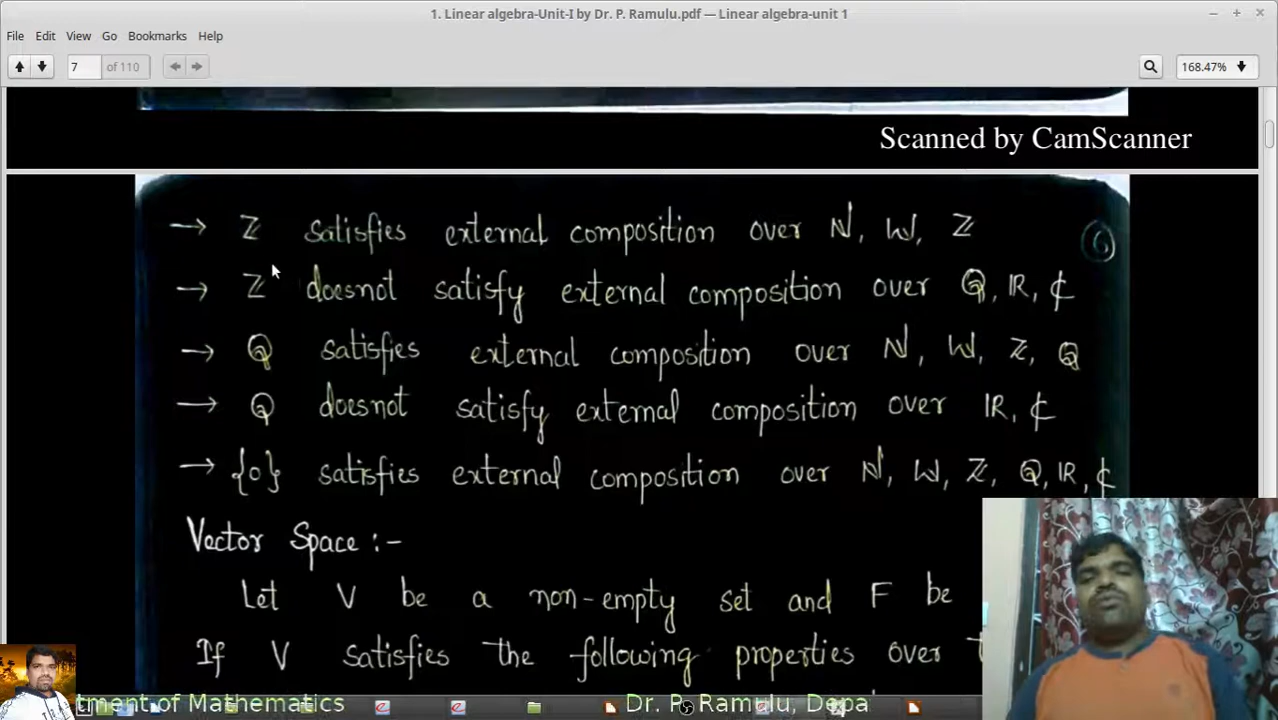 1. Linear algebra-Unit-I by Dr. P. Ramulu.pdf — Linear algebra-unit 1
File Edit View Go Bookmarks Help
7 of 110 168.47%
Scanned by CamScanner
→ ℤ satisfies external composition over ℕ, W, ℤ
6
→ ℤ doesnot satisfy external composition over ℚ, ℝ, ₵
→ ℚ satisfies external composition over ℕ, W, ℤ, ℚ
→ ℚ doesnot satisfy external composition over ℝ, ₵
→ {0} satisfies external composition over ℕ, W, ℤ, ℚ, ℝ, ₵
Vector Space :-
Let V be a non-empty set and F be
If V satisfies the following properties over
tment of Mathematics Dr. P. Ramulu, Depa